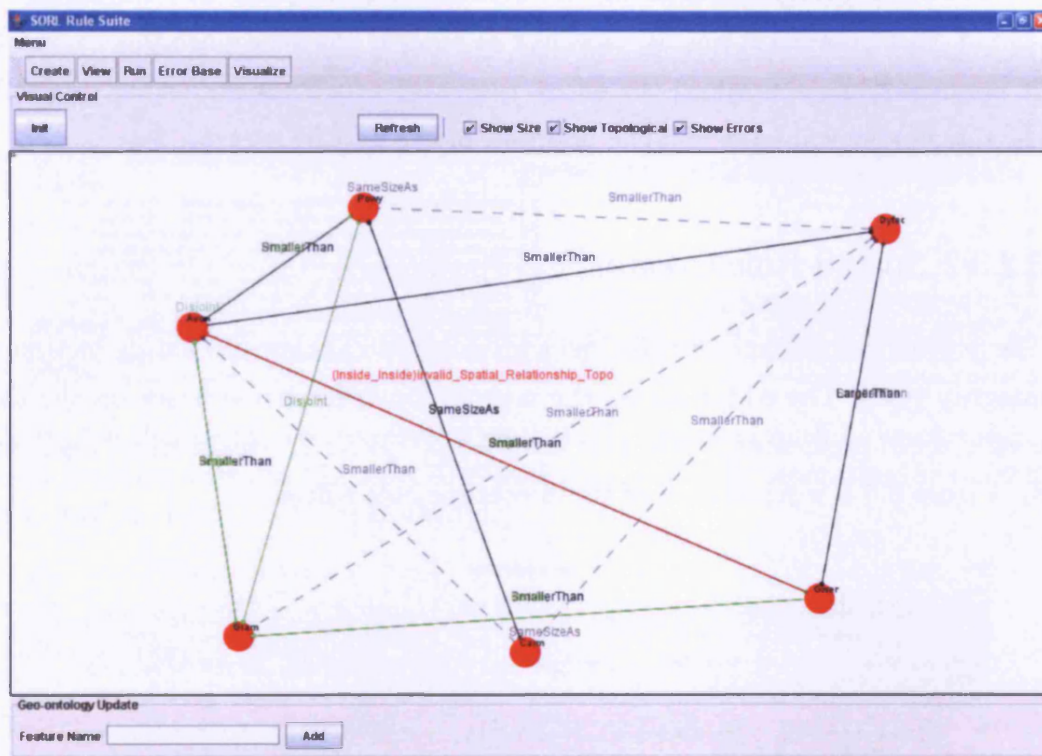 SORL Rule Suite
Menu
Create View Run Error Base Visualize
Visual Control
Init Refresh Show Size Show Topological Show Errors
SameSizeAs
SmallerThan
Dyfox
SmallerThan
SmallerThan
Disjoint
(Inside_Inside)Invalid_Spatial_Relationship_Topo
Disjoint
SameSizeAs
SmallerThan
SmallerThan
SmallerThan
SmallerThan
SmallerThan
SmallerThan
SameSizeAs
Geo-ontology Update
Feature Name Add